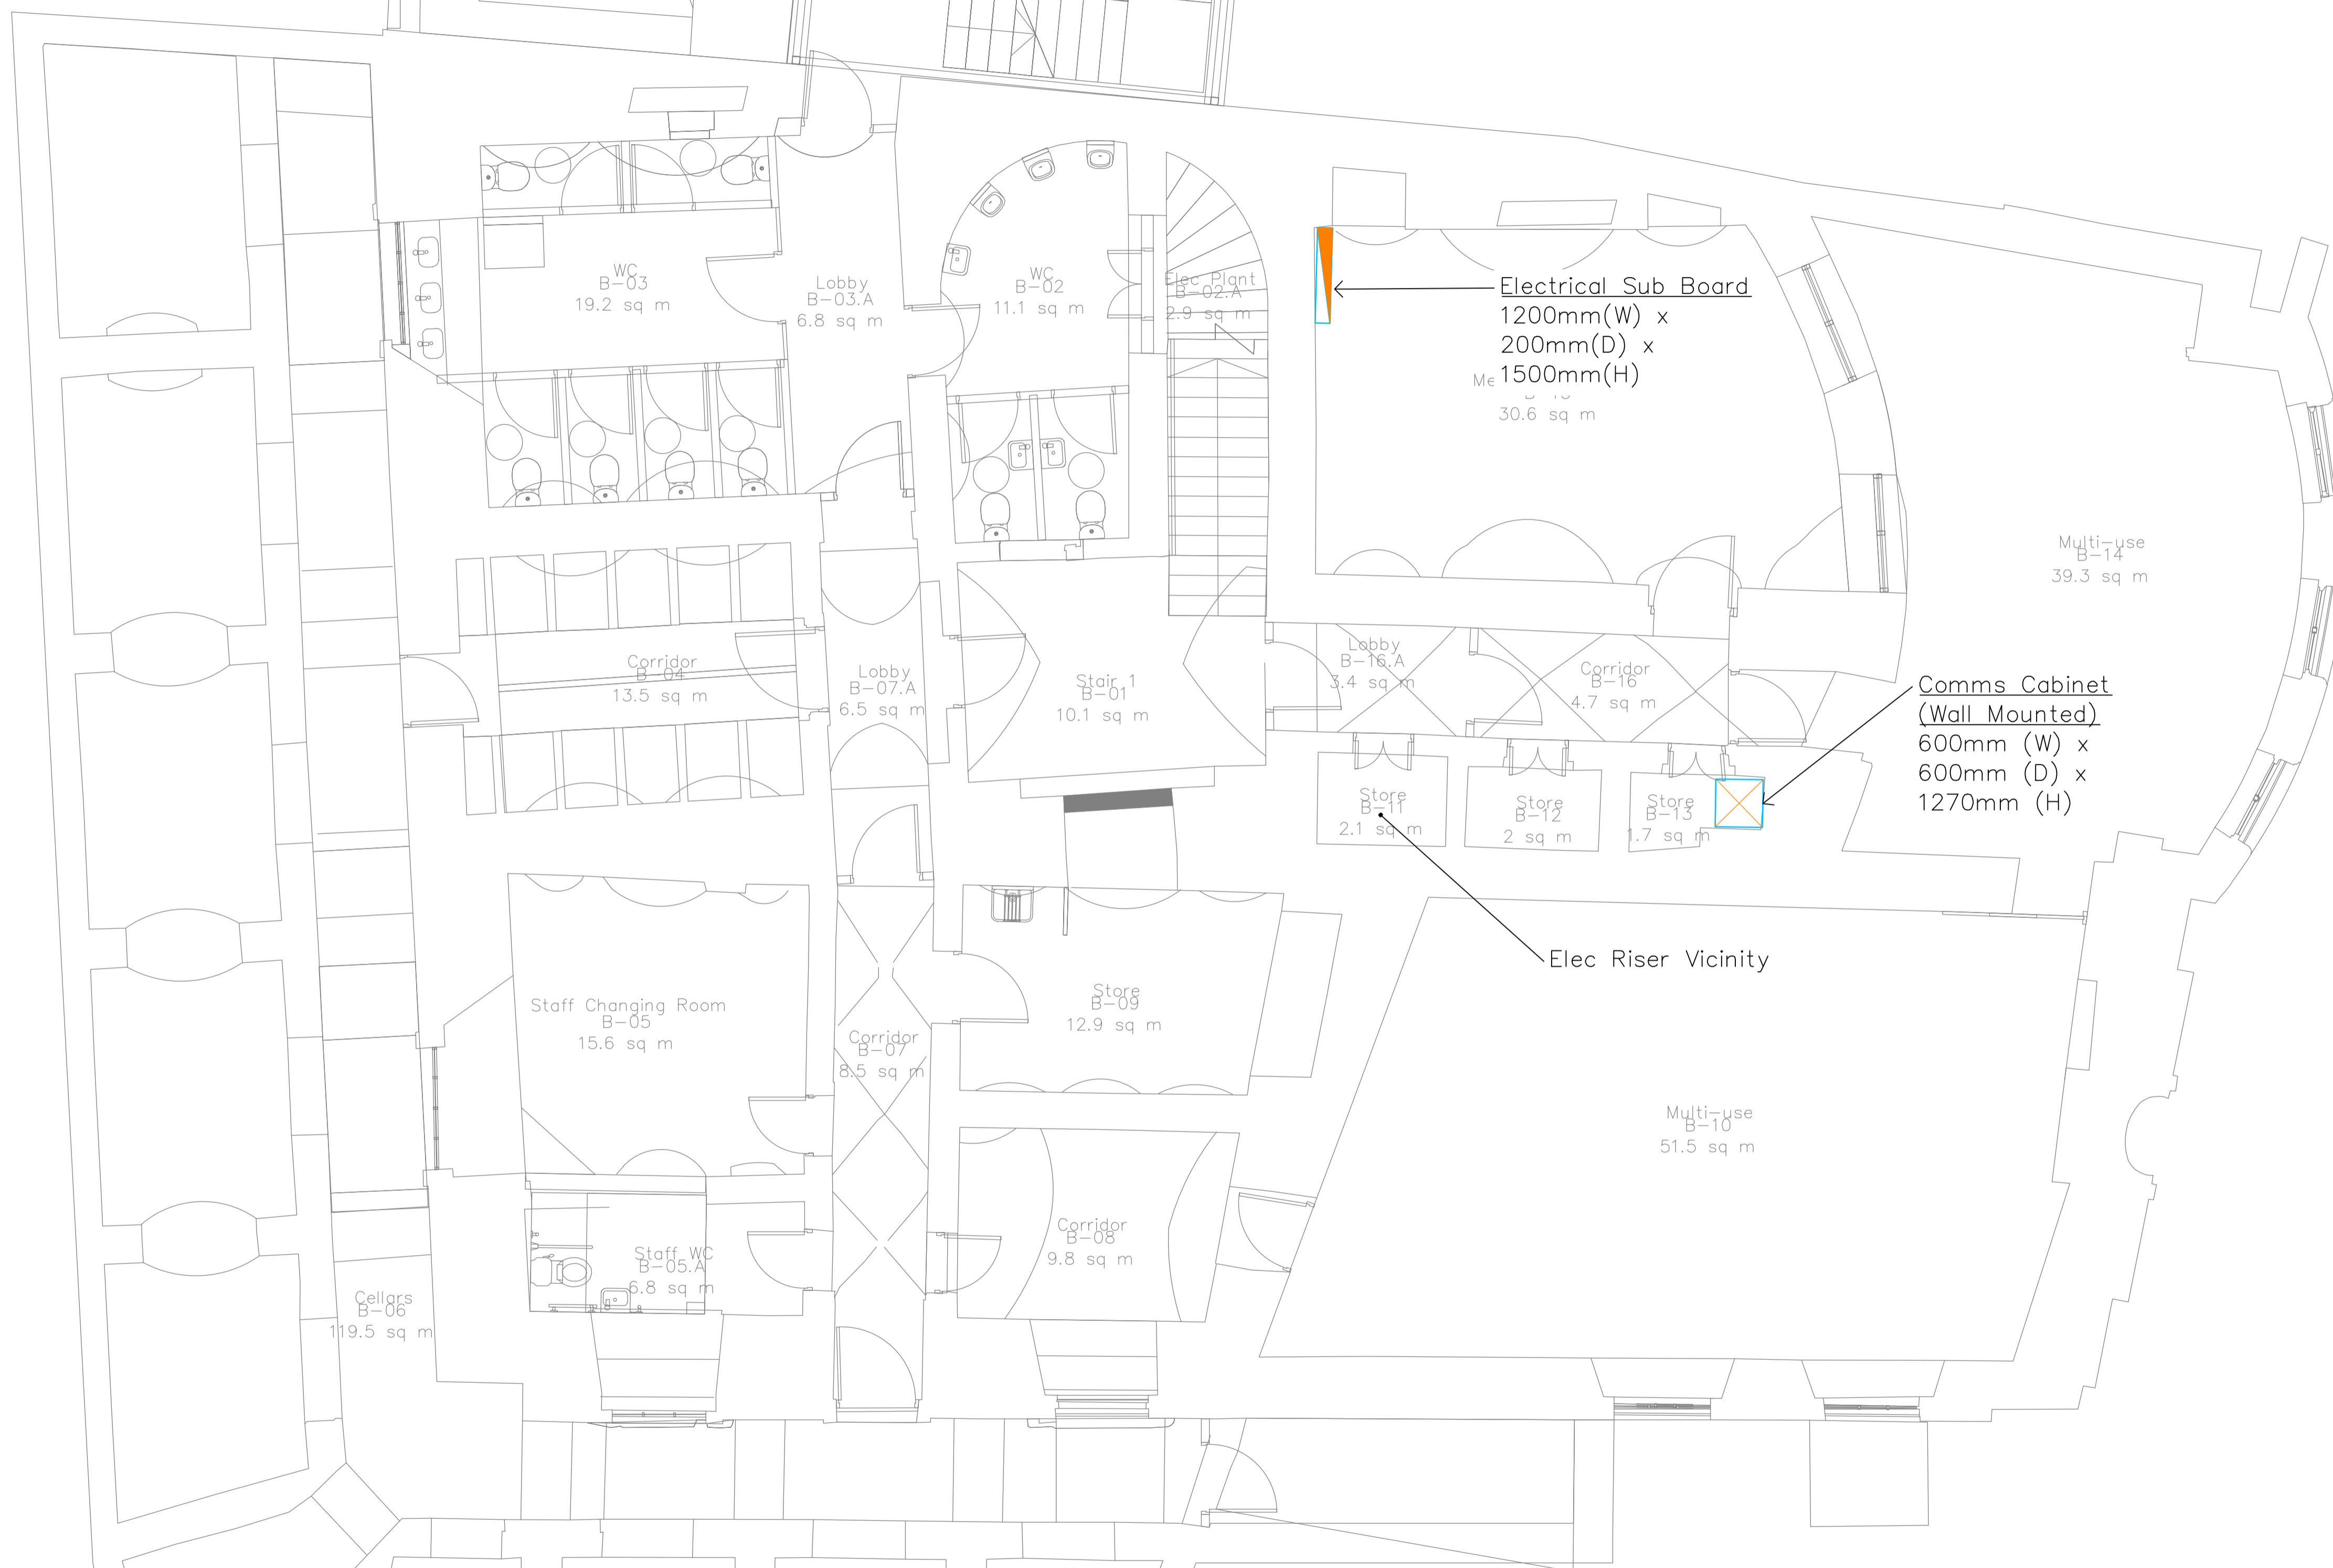 WC
B-03
19.2 sq m
Lobby
B-03.A
6.8 sq m
WC
B-02
11.1 sq m
Elec Plant
B-02.A
2.9 sq m
Electrical Sub Board
1200mm(W) x
200mm(D) x
1500mm(H)
30.6 sq m
Multi-use
B-14
39.3 sq m
Corridor
B-04
13.5 sq m
Lobby
B-07.A
6.5 sq m
Stair 1
B-01
10.1 sq m
Lobby
B-16.A
3.4 sq m
Corridor
B-16
4.7 sq m
Comms Cabinet
(Wall Mounted)
600mm (W) x
600mm (D) x
1270mm (H)
Store
B-11
2.1 sq m
Store
B-12
2 sq m
Store
B-13
1.7 sq m
Elec Riser Vicinity
Staff Changing Room
B-05
15.6 sq m
Corridor
B-07
8.5 sq m
Store
B-09
12.9 sq m
Multi-use
B-10
51.5 sq m
Staff WC
B-05.A
6.8 sq m
Corridor
B-08
9.8 sq m
Cellars
B-06
119.5 sq m